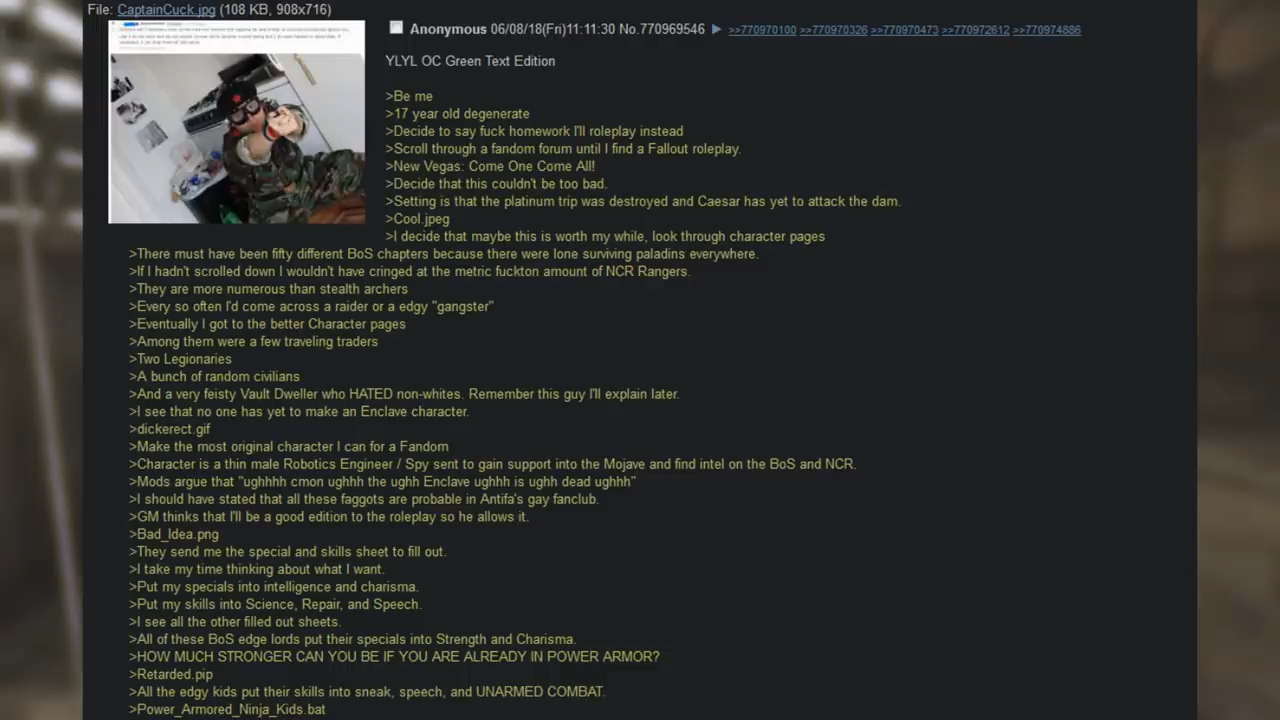 File: CaptainCuck.jpg (108 KB, 908x716)
Anonymous 06/08/18(Fri)11:11:30 No.770969546 ▶ >>770970100 >>770970326 >>770970473 >>770972612 >>770974886
YLYL OC Green Text Edition
>Be me
>17 year old degenerate
>Decide to say fuck homework I'll roleplay instead
>Scroll through a fandom forum until I find a Fallout roleplay.
>New Vegas: Come One Come All!
>Decide that this couldn't be too bad.
>Setting is that the platinum trip was destroyed and Caesar has yet to attack the dam.
>Cool.jpeg
>I decide that maybe this is worth my while, look through character pages
>There must have been fifty different BoS chapters because there were lone surviving paladins everywhere.
>If I hadn't scrolled down I wouldn't have cringed at the metric fuckton amount of NCR Rangers.
>They are more numerous than stealth archers
>Every so often I'd come across a raider or a edgy "gangster"
>Eventually I got to the better Character pages
>Among them were a few traveling traders
>Two Legionaries
>A bunch of random civilians
>And a very feisty Vault Dweller who HATED non-whites. Remember this guy I'll explain later.
>I see that no one has yet to make an Enclave character.
>dickerect.gif
>Make the most original character I can for a Fandom
>Character is a thin male Robotics Engineer / Spy sent to gain support into the Mojave and find intel on the BoS and NCR.
>Mods argue that "ughhhh cmon ughhh the ughh Enclave ughhh is ughh dead ughhh"
>I should have stated that all these faggots are probable in Antifa's gay fanclub.
>GM thinks that I'll be a good edition to the roleplay so he allows it.
>Bad_Idea.png
>They send me the special and skills sheet to fill out.
>I take my time thinking about what I want.
>Put my specials into intelligence and charisma.
>Put my skills into Science, Repair, and Speech.
>I see all the other filled out sheets.
>All of these BoS edge lords put their specials into Strength and Charisma.
>HOW MUCH STRONGER CAN YOU BE IF YOU ARE ALREADY IN POWER ARMOR?
>Retarded.pip
>All the edgy kids put their skills into sneak, speech, and UNARMED COMBAT.
>Power_Armored_Ninja_Kids.bat